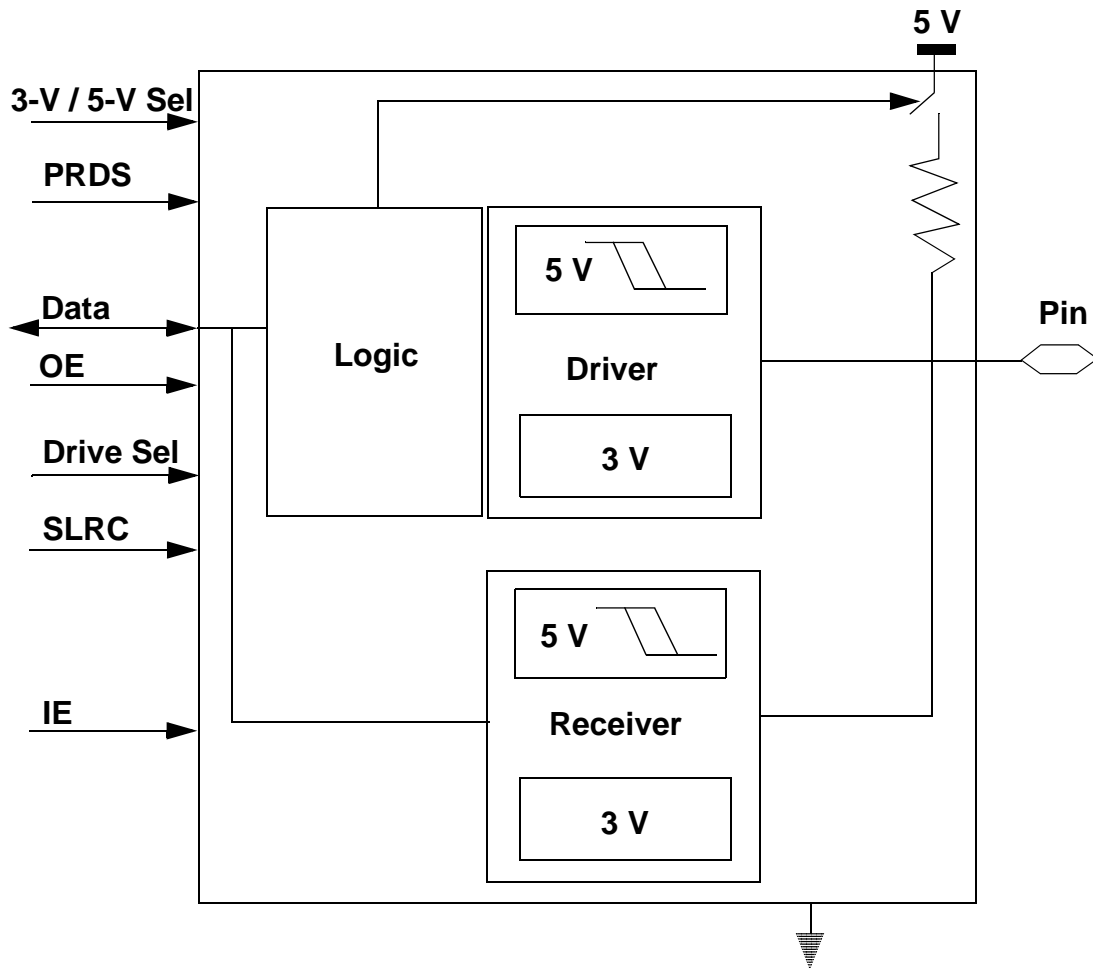 5 V
3-V / 5-V Sel
PRDS
Data
OE
Drive Sel
SLRC
IE
Logic
5 V
Driver
3 V
5 V
Receiver
3 V
Pin